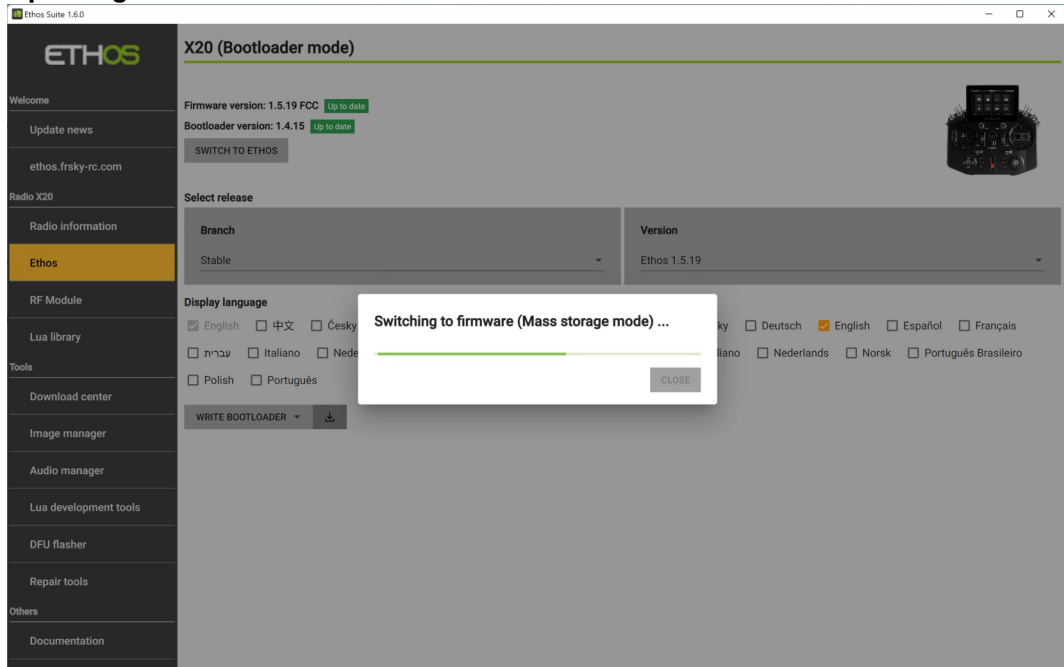 Ethos Suite 1.6.0
ETHOS
Welcome
Update news
ethos.frsky-rc.com
Radio X20
Radio information
Ethos
RF Module
Lua library
Tools
Download center
Image manager
Audio manager
Lua development tools
DFU flasher
Repair tools
Others
Documentation
X20 (Bootloader mode)
Firmware version: 1.5.19 FCC Up to date
Bootloader version: 1.4.15 Up to date
SWITCH TO ETHOS
Select release
Branch
Stable
Version
Ethos 1.5.19
Display language
English 中文 Česky
עברית Italiano Nede
Polish Português
ky Deutsch English Español Français
liano Nederlands Norsk Português Brasileiro
WRITE BOOTLOADER
Switching to firmware (Mass storage mode) ...
CLOSE